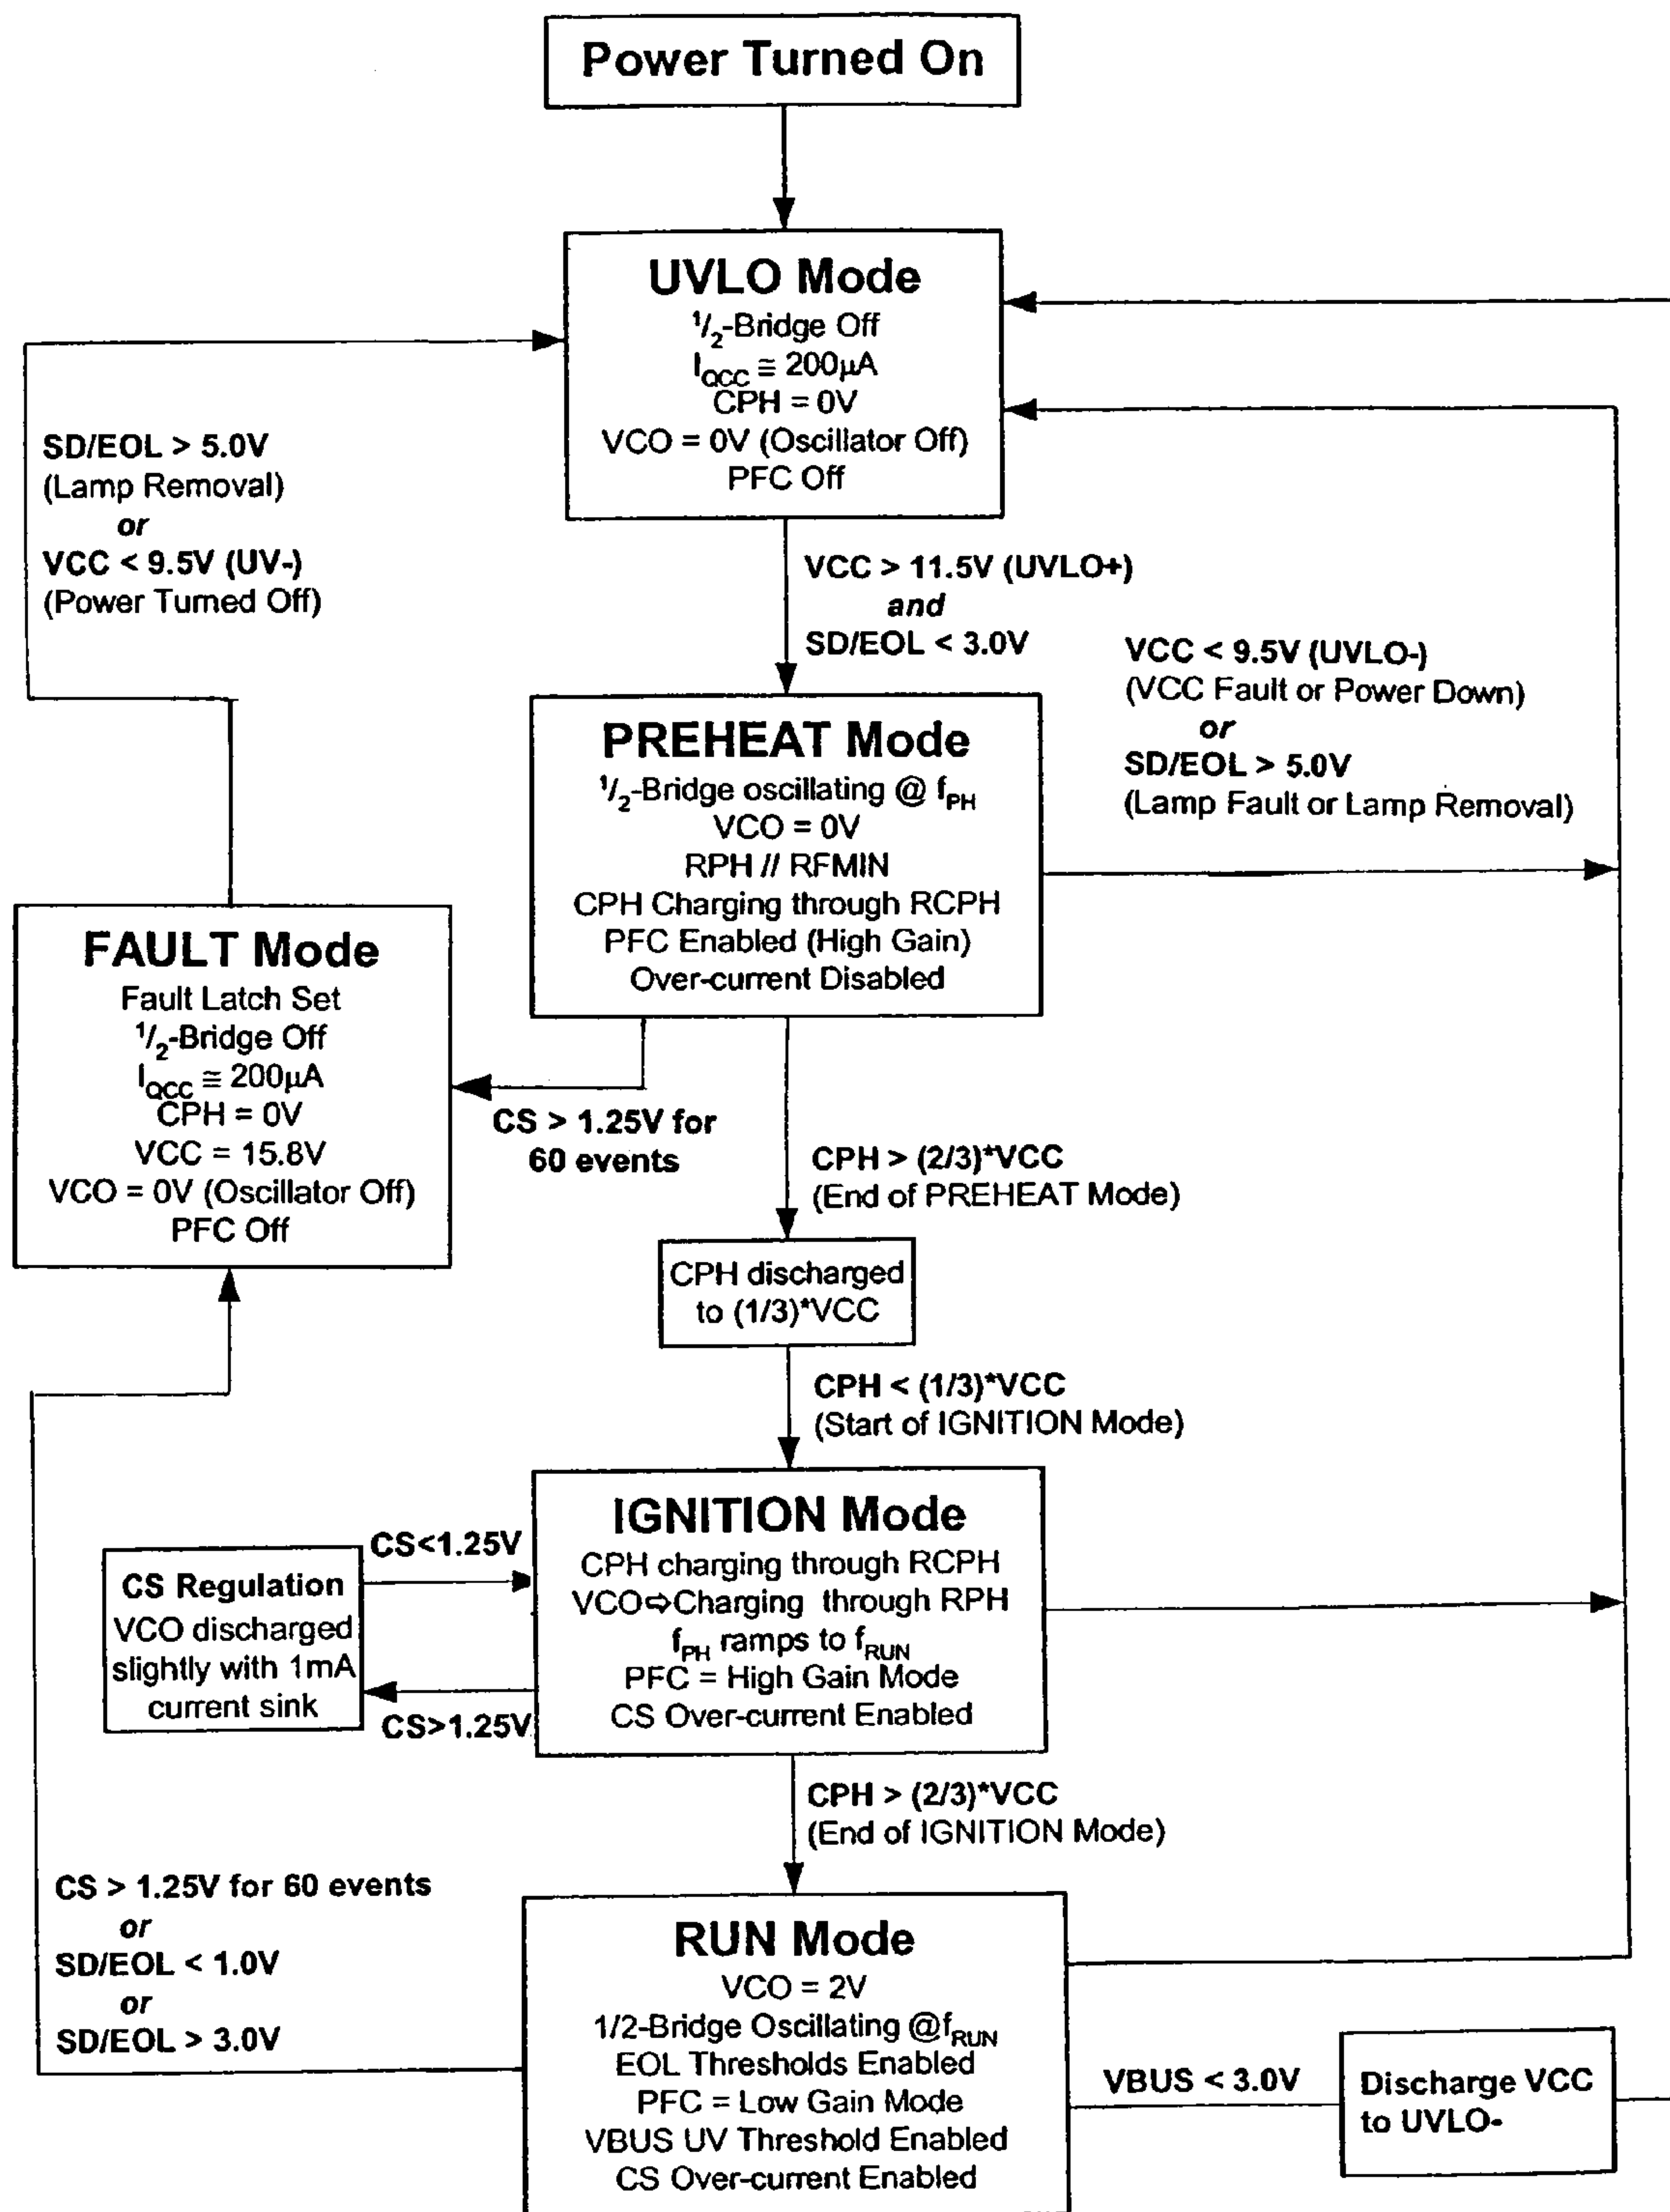 Power Turned On
UVLO Mode
1/2-Bridge Off
IQCC ≅ 200µA
CPH = 0V
VCO = 0V (Oscillator Off)
PFC Off
SD/EOL > 5.0V
(Lamp Removal)
or
VCC < 9.5V (UV-)
(Power Turned Off)
VCC > 11.5V (UVLO+)
and
SD/EOL < 3.0V
VCC < 9.5V (UVLO-)
(VCC Fault or Power Down)
or
SD/EOL > 5.0V
(Lamp Fault or Lamp Removal)
PREHEAT Mode
1/2-Bridge oscillating @ fPH
VCO = 0V
RPH // RFMIN
CPH Charging through RCPH
PFC Enabled (High Gain)
Over-current Disabled
FAULT Mode
Fault Latch Set
1/2-Bridge Off
IQCC ≅ 200µA
CPH = 0V
VCC = 15.8V
VCO = 0V (Oscillator Off)
PFC Off
CS > 1.25V for
60 events
CPH > (2/3)*VCC
(End of PREHEAT Mode)
CPH discharged
to (1/3)*VCC
CPH < (1/3)*VCC
(Start of IGNITION Mode)
IGNITION Mode
CPH charging through RCPH
VCO⇨Charging through RPH
fPH ramps to fRUN
PFC = High Gain Mode
CS Over-current Enabled
CS<1.25V
CS Regulation
VCO discharged
slightly with 1mA
current sink
CS>1.25V
CPH > (2/3)*VCC
(End of IGNITION Mode)
CS > 1.25V for 60 events
or
SD/EOL < 1.0V
or
SD/EOL > 3.0V
RUN Mode
VCO = 2V
1/2-Bridge Oscillating @fRUN
EOL Thresholds Enabled
PFC = Low Gain Mode
VBUS UV Threshold Enabled
CS Over-current Enabled
VBUS < 3.0V
Discharge VCC
to UVLO-